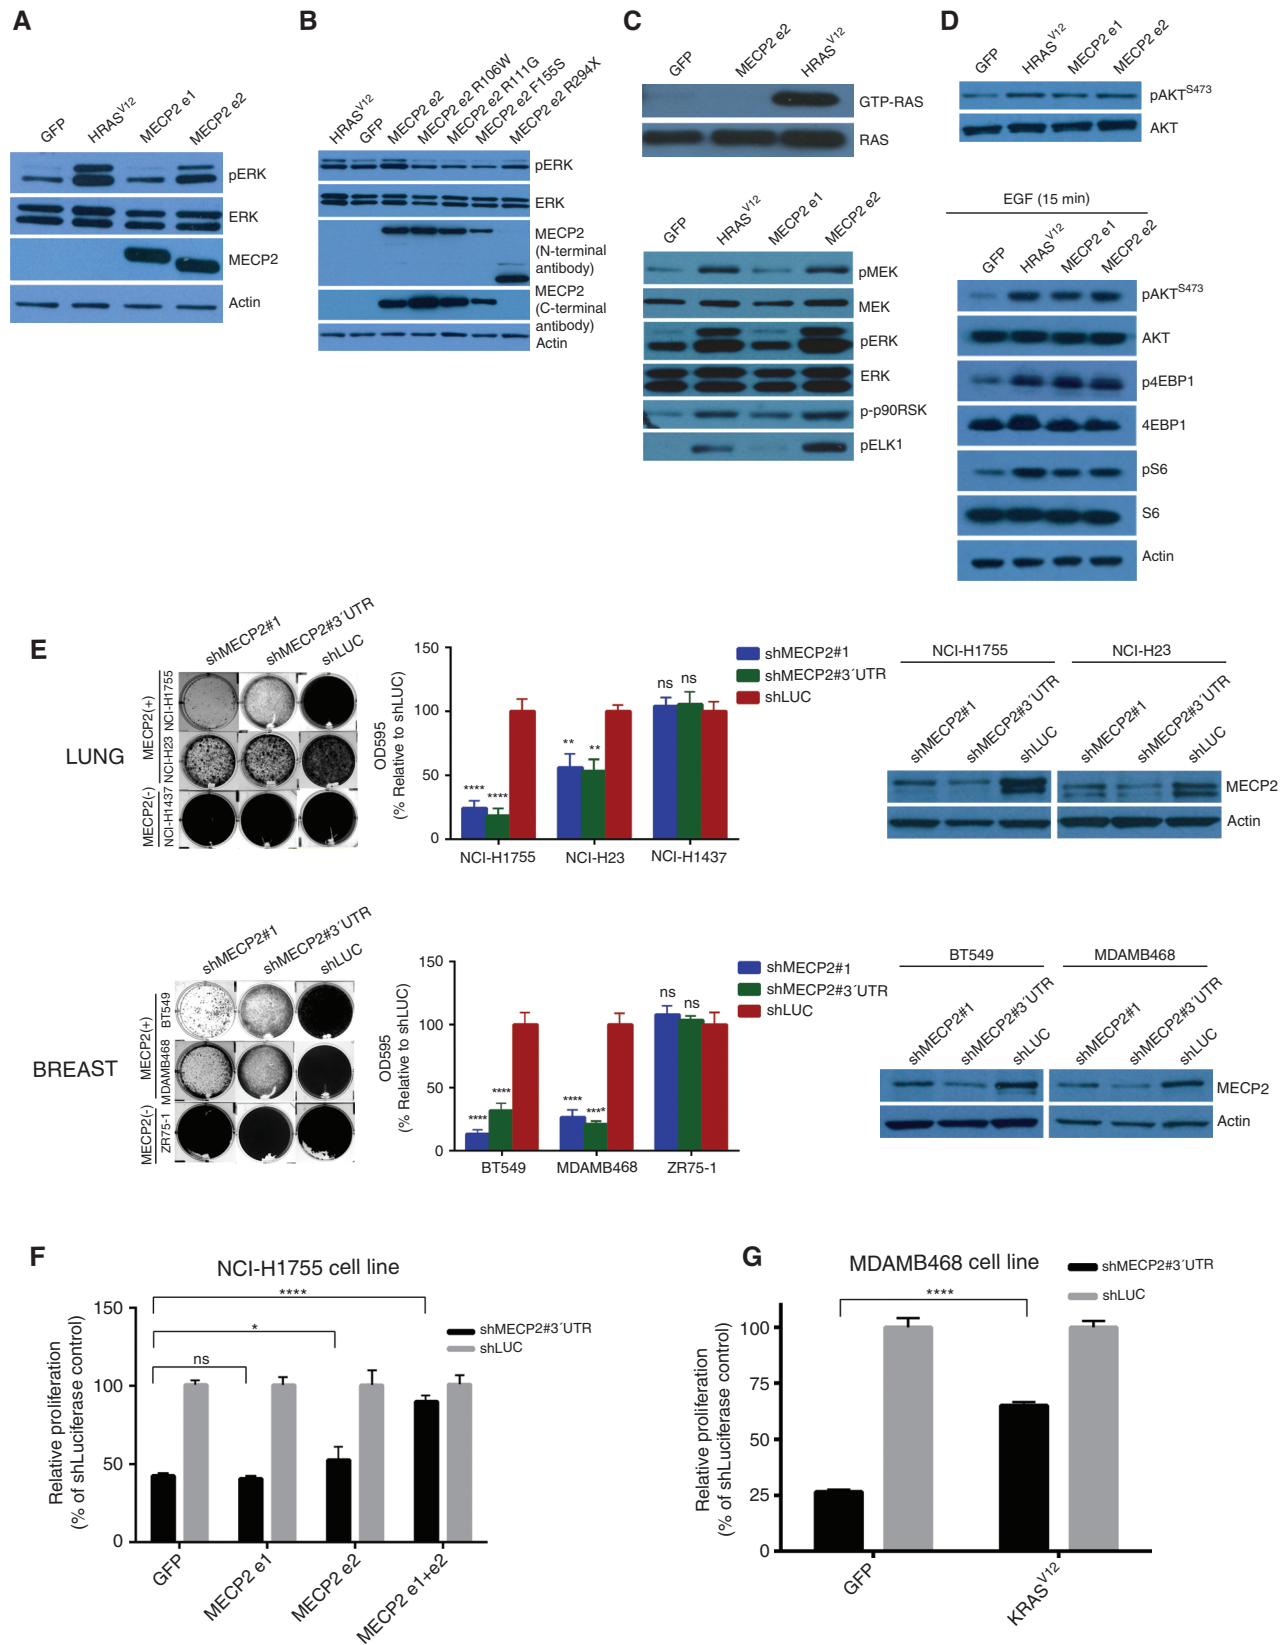 A
GFP
HRASV12
MECP2 e1
MECP2 e2
pERK
ERK
MECP2
Actin
B
HRASV12
GFP
MECP2 e2
MECP2 e2 R106W
MECP2 e2 R111G
MECP2 e2 F155S
MECP2 e2 R294X
pERK
ERK
MECP2
(N-terminal
antibody)
MECP2
(C-terminal
antibody)
Actin
C
GFP
MECP2 e2
HRASV12
GTP-RAS
RAS
GFP
HRASV12
MECP2 e1
MECP2 e2
pMEK
MEK
pERK
ERK
p-p90RSK
pELK1
D
GFP
HRASV12
MECP2 e1
MECP2 e2
pAKTS473
AKT
EGF (15 min)
GFP
HRASV12
MECP2 e1
MECP2 e2
pAKTS473
AKT
p4EBP1
4EBP1
pS6
S6
Actin
E
LUNG
shMECP2#1
shMECP2#3´UTR
shLUC
MECP2(+)
NCI-H1755
NCI-H23
MECP2(-)
NCI-H1437
OD595
(% Relative to shLUC)
150
100
50
0
****
****
**
**
ns
ns
NCI-H1755
NCI-H23
NCI-H1437
shMECP2#1
shMECP2#3´UTR
shLUC
NCI-H1755
NCI-H23
shMECP2#1
shMECP2#3´UTR
shLUC
shMECP2#1
shMECP2#3´UTR
shLUC
MECP2
Actin
BREAST
shMECP2#1
shMECP2#3´UTR
shLUC
MECP2(+)
BT549
MDAMB468
MECP2(-)
ZR75-1
OD595
(% Relative to shLUC)
150
100
50
0
****
****
****
****
ns
ns
BT549
MDAMB468
ZR75-1
shMECP2#1
shMECP2#3´UTR
shLUC
BT549
MDAMB468
shMECP2#1
shMECP2#3´UTR
shLUC
shMECP2#1
shMECP2#3´UTR
shLUC
MECP2
Actin
F
NCI-H1755 cell line
Relative proliferation
(% of shLuciferase control)
150
100
50
0
****
*
ns
shMECP2#3´UTR
shLUC
GFP
MECP2 e1
MECP2 e2
MECP2 e1+e2
G
MDAMB468 cell line
Relative proliferation
(% of shLuciferase control)
100
75
50
25
0
****
shMECP2#3´UTR
shLUC
GFP
KRASV12